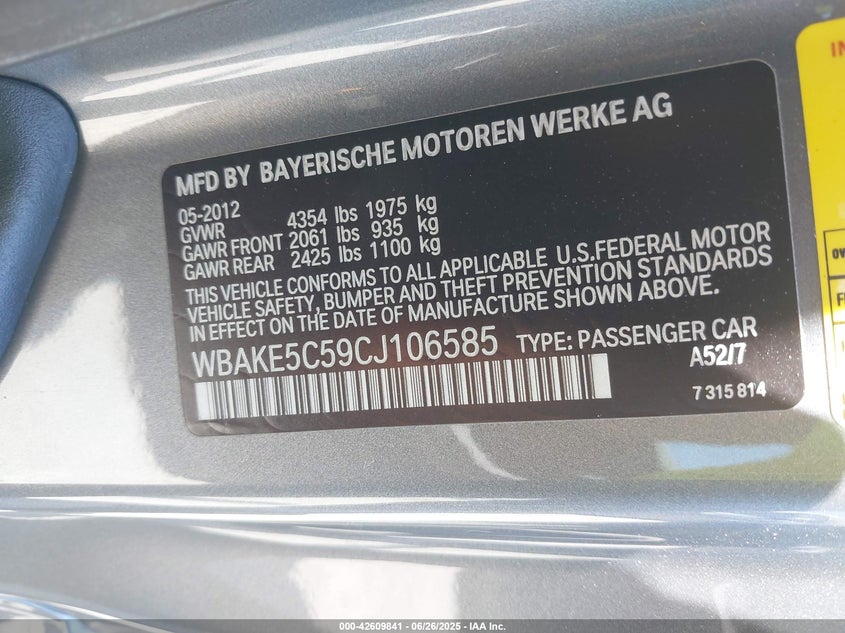 MFD BY BAYERISCHE MOTOREN WERKE AG
05-2012
GVWR 4354 lbs 1975 kg
GAWR FRONT 2061 lbs 935 kg
GAWR REAR 2425 lbs 1100 kg
THIS VEHICLE CONFORMS TO ALL APPLICABLE U.S.FEDERAL MOTOR
VEHICLE SAFETY, BUMPER AND THEFT PREVENTION STANDARDS
IN EFFECT ON THE DATE OF MANUFACTURE SHOWN ABOVE.
WBAKE5C59CJ106585 TYPE: PASSENGER CAR
A52/7
7 315 814
000-42609841 - 06/26/2025 - IAA Inc.